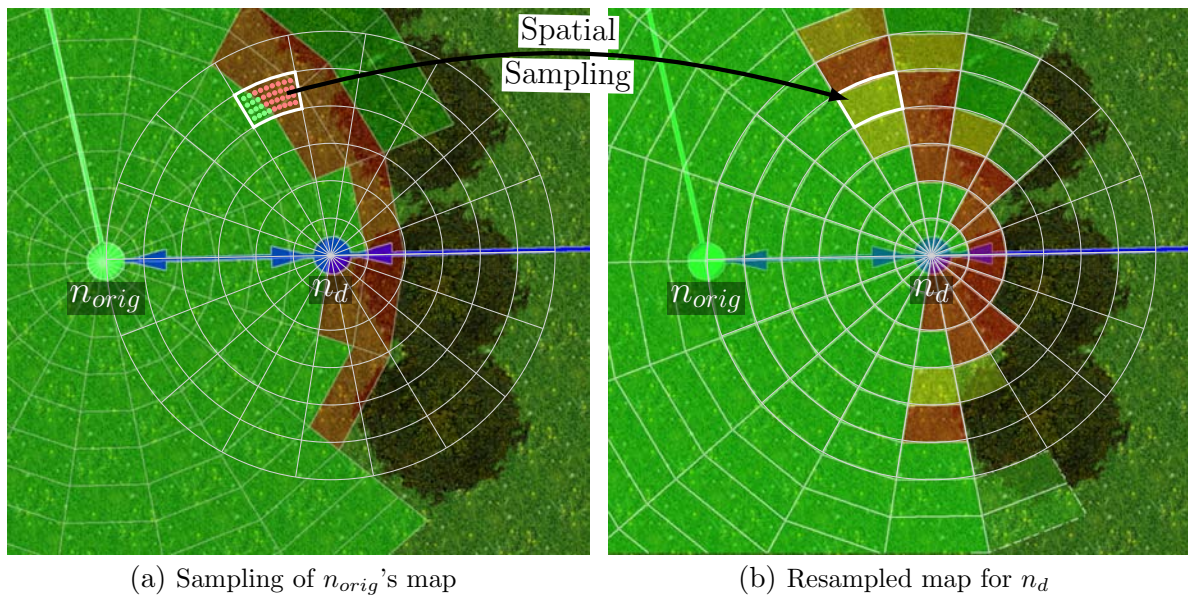 Spatial
Sampling
n_orig
n_d
n_orig
n_d
(a) Sampling of n_orig's map
(b) Resampled map for n_d